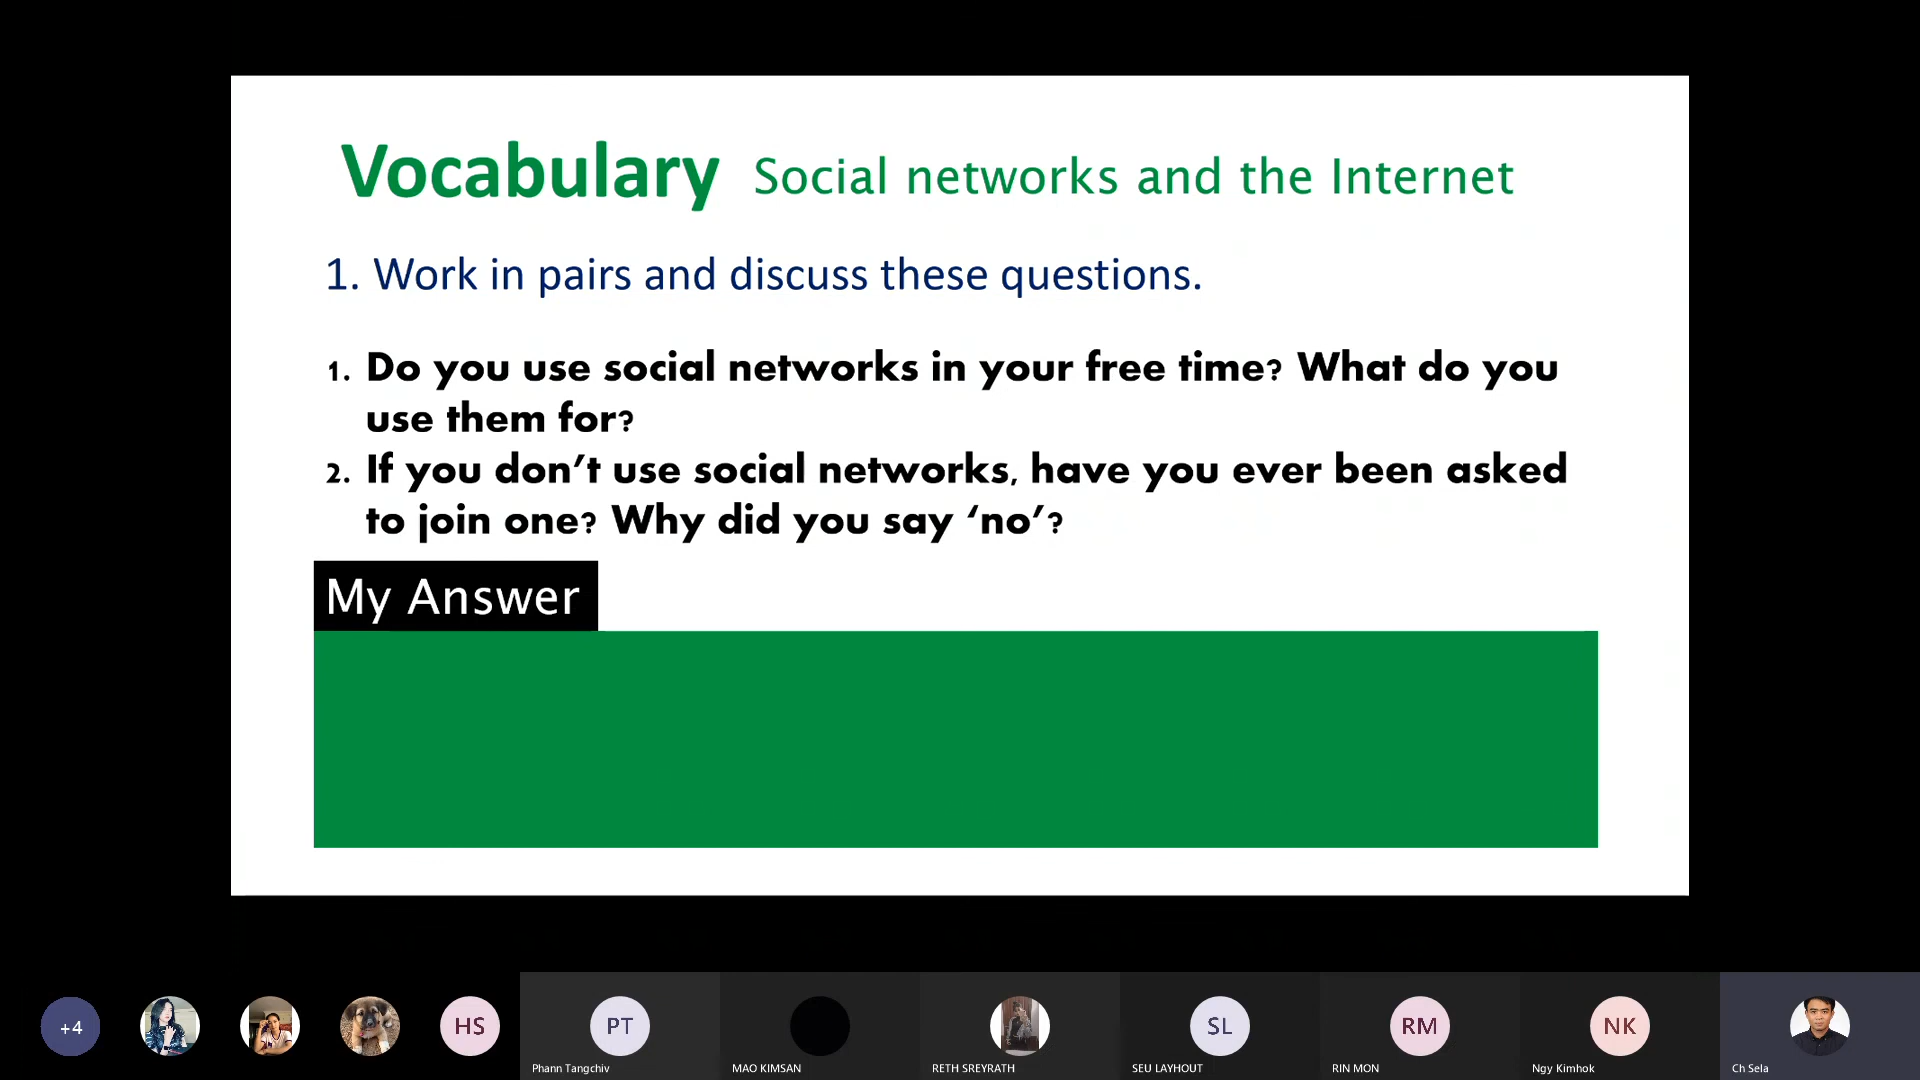 Vocabulary Social networks and the Internet
1. Work in pairs and discuss these questions.
1. Do you use social networks in your free time? What do you
use them for?
2. If you don’t use social networks, have you ever been asked
to join one? Why did you say ‘no’?
My Answer
+4
HS
PT
SL
RM
NK
Phann Tangchiv
MAO KIMSAN
RETH SREYRATH
SEU LAYHOUT
RIN MON
Ngy Kimhok
Ch Sela